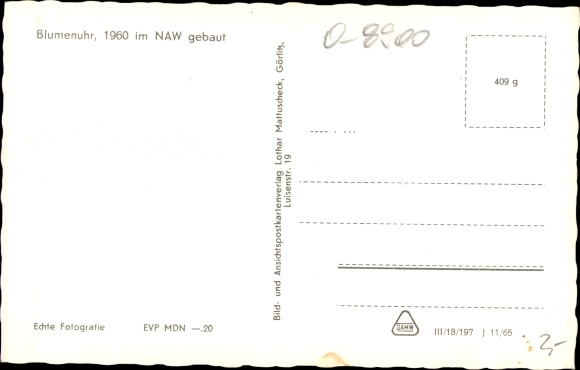 Blumenuhr, 1960 im NAW gebaut
O-8900
409 g
Bild- und Ansichtspostkartenverlag Lothar Mattuscheck, Görlitz,
Luisenstr. 19
Echte Fotografie EVP MDN —.20
DAMW
III/18/197 J 11/65
3,-